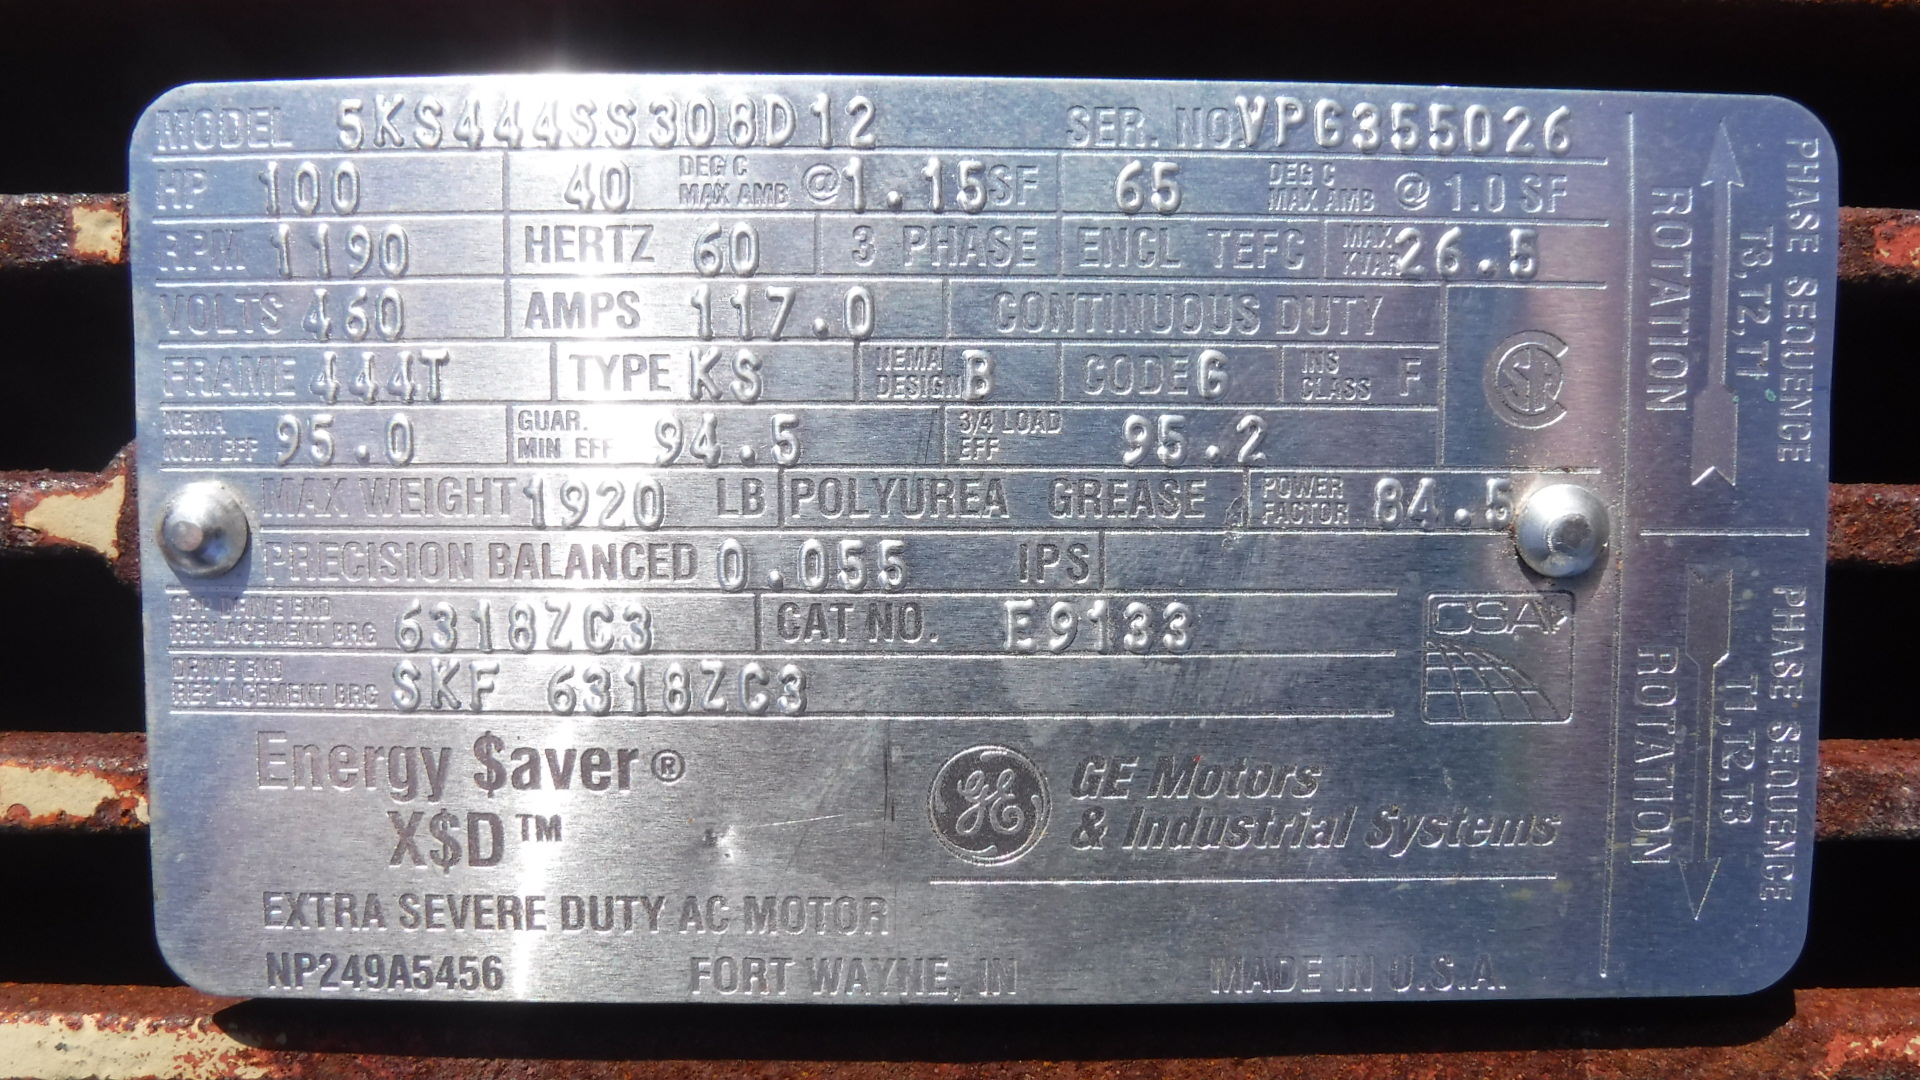 MODEL 5KS444SS308D12 SER. NO. VPG355026
HP 100 40 DEG C MAX AMB @ 1.15 SF 65 DEG C MAX AMB @ 1.0 SF
RPM 1190 HERTZ 60 3 PHASE ENCL TEFC MAX KVAR 26.5
VOLTS 460 AMPS 117.0 CONTINUOUS DUTY
FRAME 444T TYPE KS NEMA DESIGN B CODE G INS CLASS F
NEMA NOM EFF 95.0 GUAR. MIN EFF 94.5 3/4 LOAD EFF 95.2
MAX WEIGHT 1920 LB POLYUREA GREASE POWER FACTOR 84.5
PRECISION BALANCED 0.055 IPS
OPP. DRIVE END REPLACEMENT BRG 6318ZC3 CAT NO. E9133
DRIVE END REPLACEMENT BRG SKF 6318ZC3
CSA
Energy $aver®
X$D™
GE
GE Motors
& Industrial Systems
EXTRA SEVERE DUTY AC MOTOR
NP249A5456 FORT WAYNE, IN MADE IN U.S.A.
PHASE SEQUENCE
T3, T2, T1
ROTATION
PHASE SEQUENCE
T1, T2, T3
ROTATION